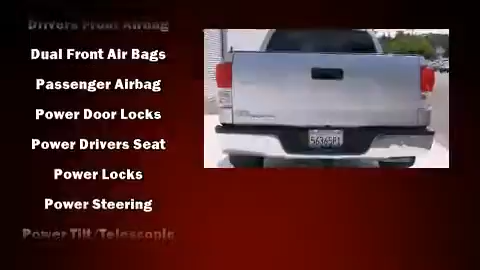 Drivers Front Airbag
Dual Front Air Bags
Passenger Airbag
Power Door Locks
Power Drivers Seat
Power Locks
Power Steering
Power Tilt/Telescopic